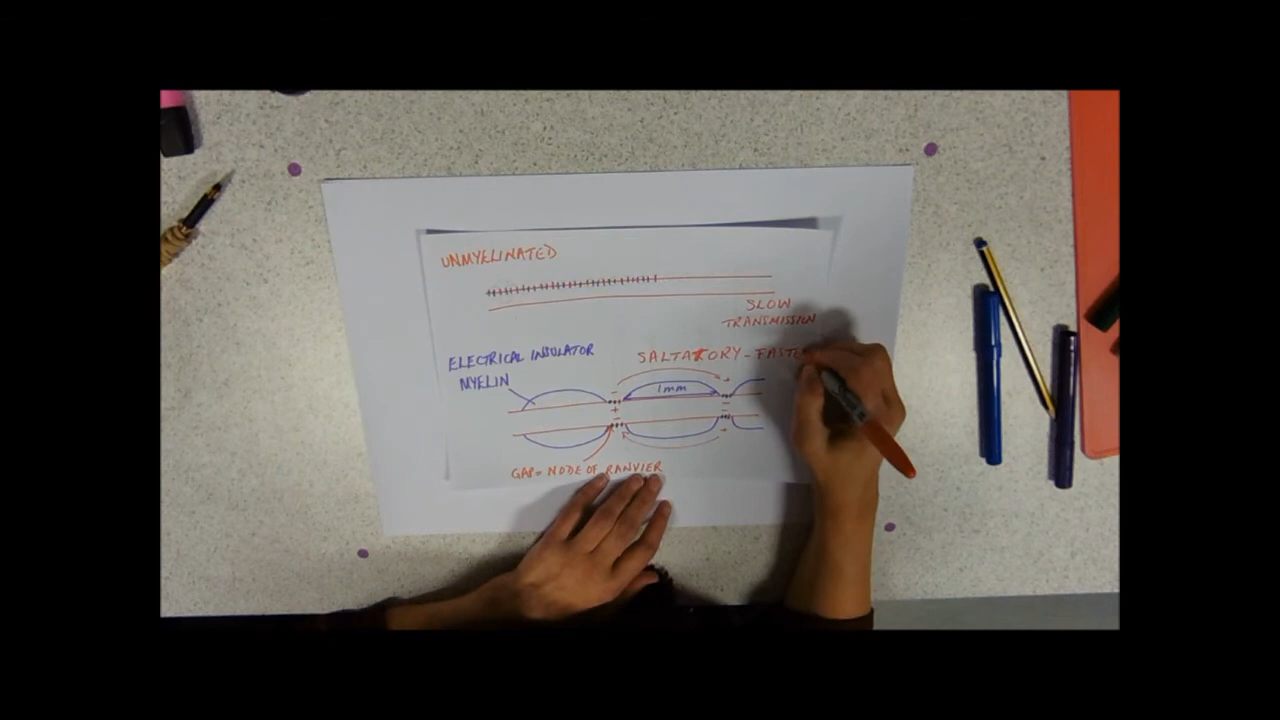 UNMYELINATED
SLOW
TRANSMISSION
ELECTRICAL INSULATOR
MYELIN
SALTATORY - FAST
1mm
GAP = NODE OF RANVIER